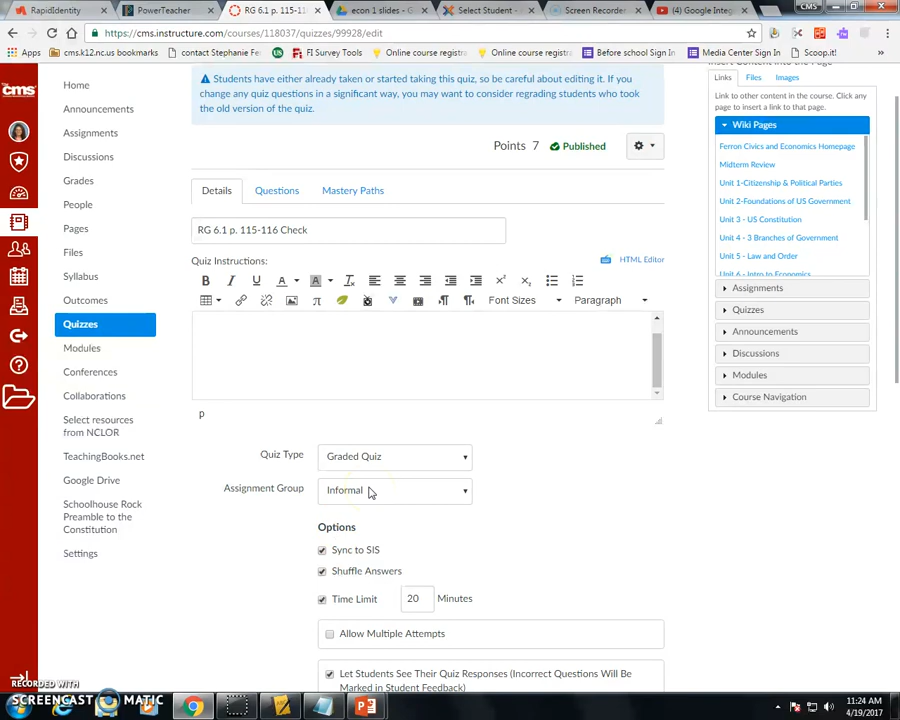 CMS
RapidIdentity
PowerTeacher
RG 6.1 p. 115-11
econ 1 slides -
Select Student -
Screen Recorder
(4) Google Integ
https://cms.instructure.com/courses/118037/quizzes/99928/edit
Apps
cms.k12.nc.us bookmarks
contact Stephanie Fe
FI Survey Tools
Online course registra
Online course registra
Before school Sign In
Media Center Sign In
Scoop.it!
CMS
Home
Announcements
Assignments
Discussions
Grades
People
Pages
Files
Syllabus
Outcomes
Quizzes
Modules
Conferences
Collaborations
Select resources
from NCLOR
TeachingBooks.net
Google Drive
Schoolhouse Rock
Preamble to the
Constitution
Settings
Students have either already taken or started taking this quiz, so be careful about editing it. If you
change any quiz questions in a significant way, you may want to consider regrading students who took
the old version of the quiz.
Points 7 Published
Details Questions Mastery Paths
RG 6.1 p. 115-116 Check
Quiz Instructions: HTML Editor
B I U A A
Font Sizes Paragraph
p
Quiz Type Graded Quiz
Assignment Group Informal
Options
Sync to SIS
Shuffle Answers
Time Limit 20 Minutes
Allow Multiple Attempts
Let Students See Their Quiz Responses (Incorrect Questions Will Be
Marked in Student Feedback)
Insert Content into the Page
Links Files Images
Link to other content in the course. Click any
page to insert a link to that page.
Wiki Pages
Ferron Civics and Economics Homepage
Midterm Review
Unit 1-Citizenship & Political Parties
Unit 2-Foundations of US Government
Unit 3 - US Constitution
Unit 4 - 3 Branches of Government
Unit 5 - Law and Order
Unit 6 - Intro to Economics
Assignments
Quizzes
Announcements
Discussions
Modules
Course Navigation
RECORDED WITH
SCREENCAST MATIC
11:24 AM
4/19/2017